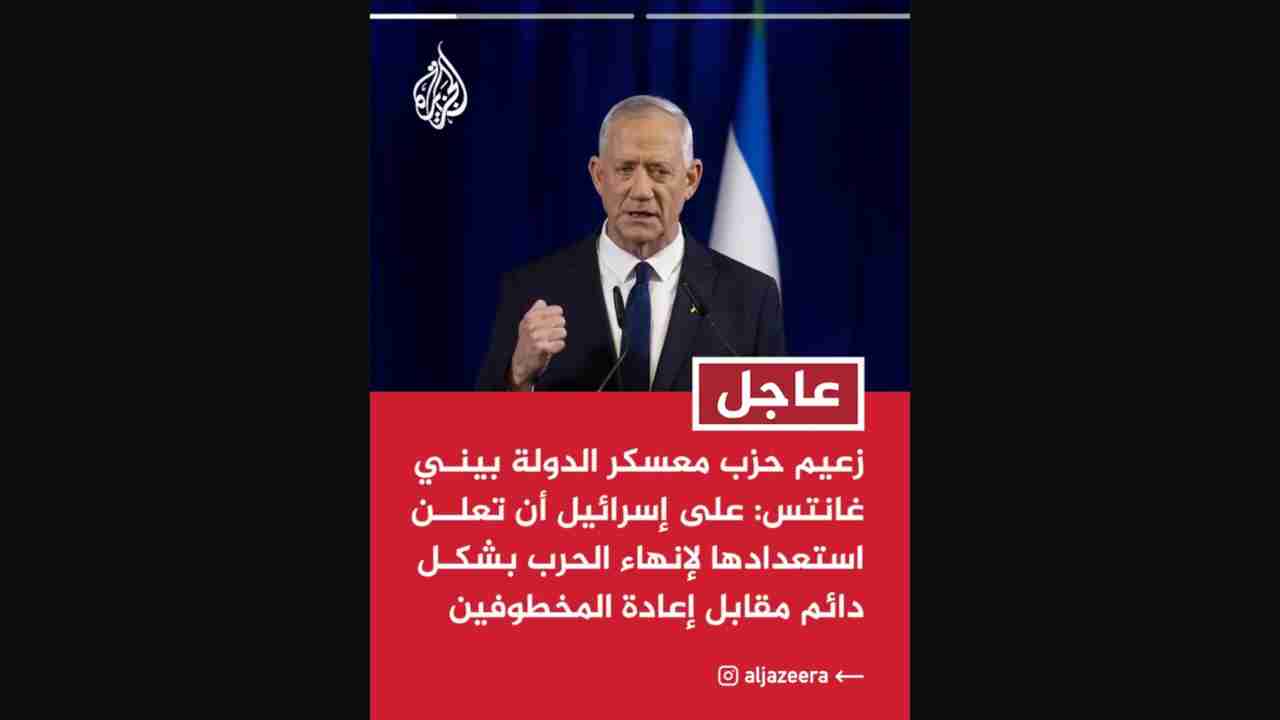 الجزيرة
عاجل
زعيم حزب معسكر الدولة بيني
غانتس: على إسرائيل أن تعلن
استعدادها لإنهاء الحرب بشكل
دائم مقابل إعادة المخطوفين
aljazeera